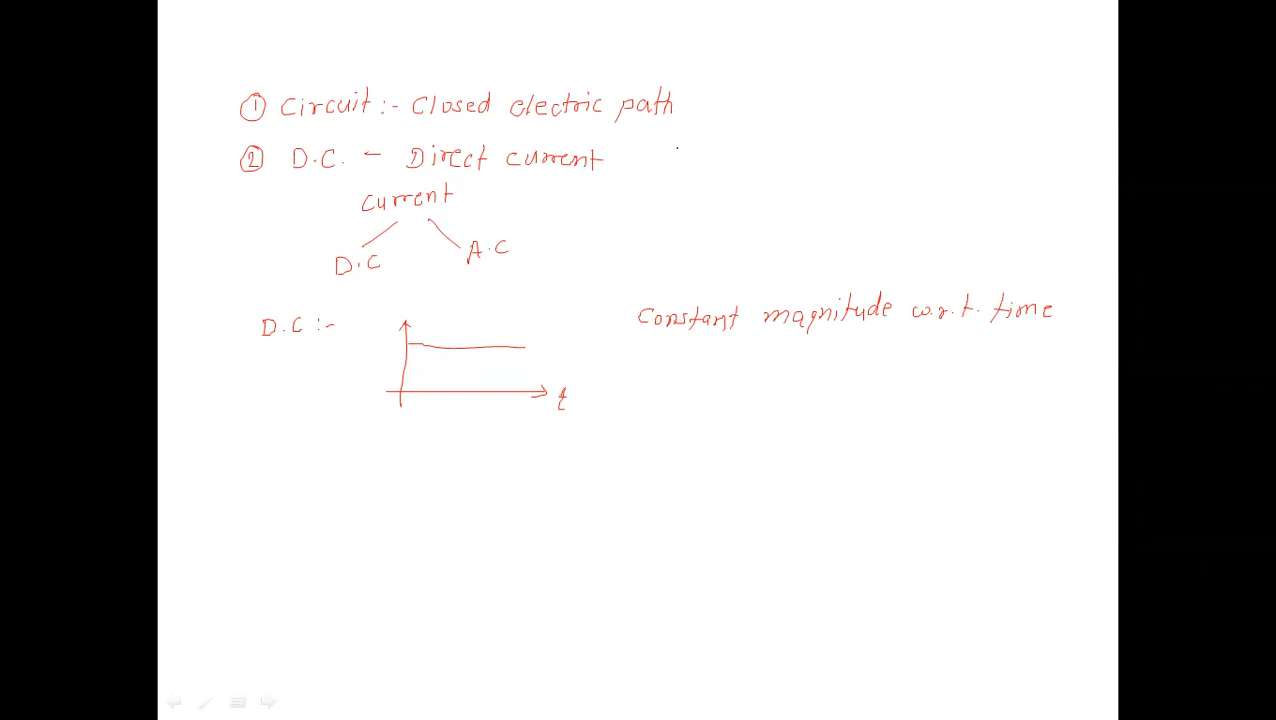 ① Circuit :- Closed electric path
② D.C. - Direct current
Current
D.C A.C
D.C :- Constant magnitude w.r.t. time
t